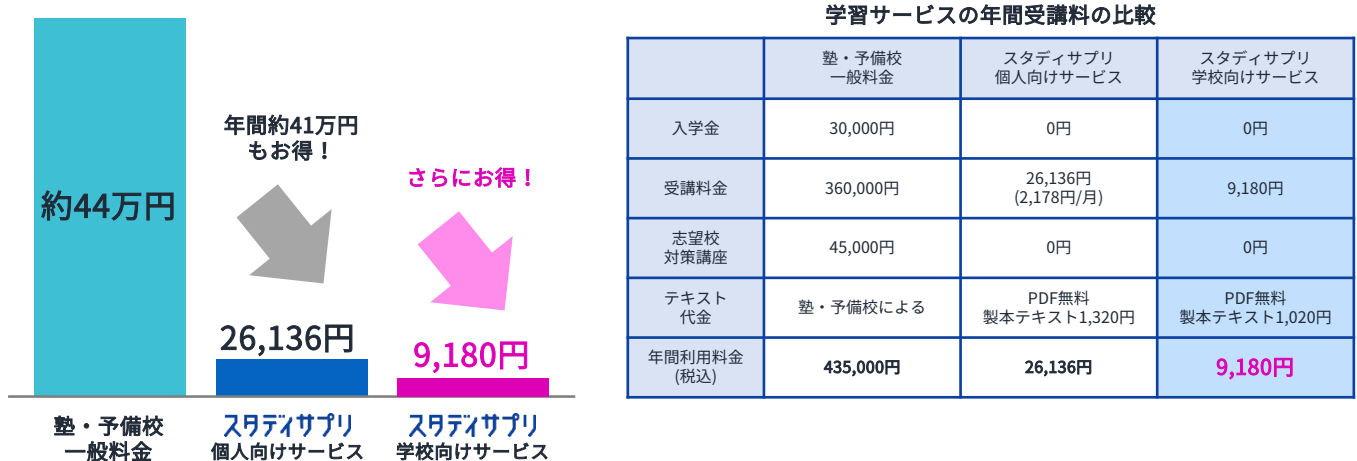 約44万円
年間約41万円
もお得！
さらにお得！
26,136円
9,180円
塾・予備校
一般料金
スタディサプリ
個人向けサービス
スタディサプリ
学校向けサービス
学習サービスの年間受講料の比較
塾・予備校
一般料金
スタディサプリ
個人向けサービス
スタディサプリ
学校向けサービス
入学金
30,000円
0円
0円
受講料金
360,000円
26,136円
(2,178円/月)
9,180円
志望校
対策講座
45,000円
0円
0円
テキスト
代金
塾・予備校による
PDF無料
製本テキスト1,320円
PDF無料
製本テキスト1,020円
年間利用料金
(税込)
435,000円
26,136円
9,180円